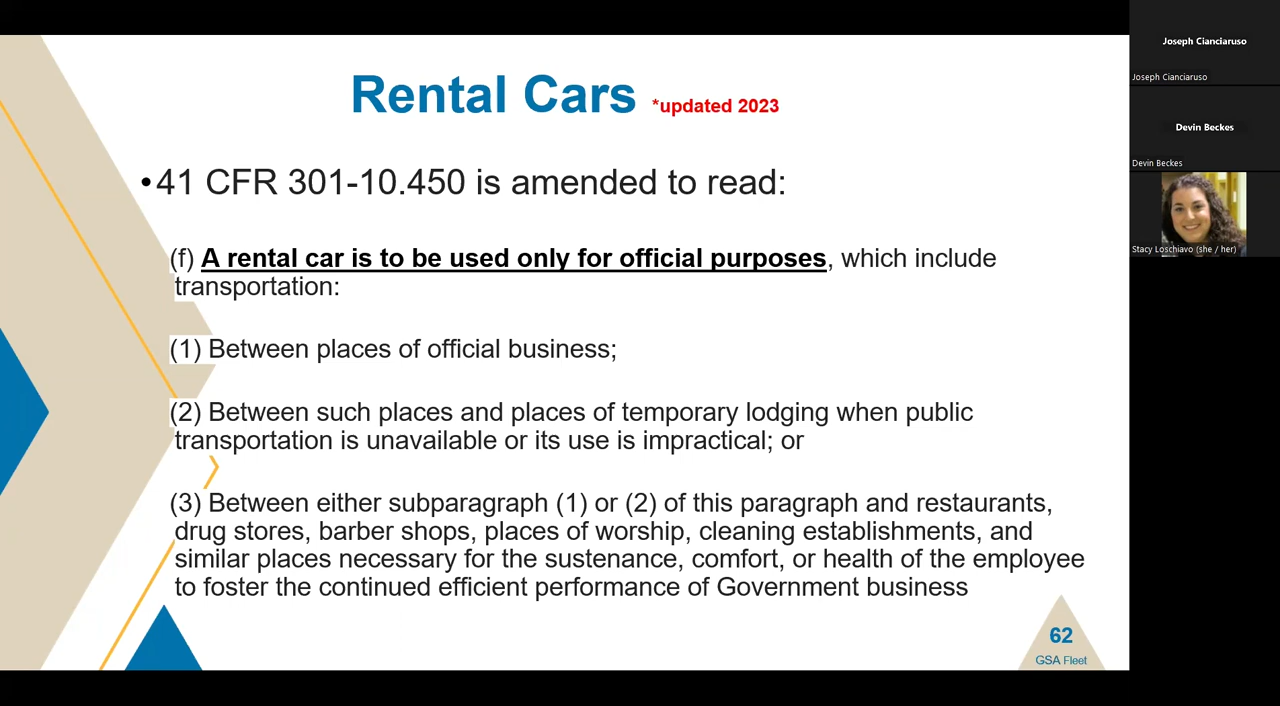 Rental Cars *updated 2023
•41 CFR 301-10.450 is amended to read:
(f) A rental car is to be used only for official purposes, which include
transportation:
(1) Between places of official business;
(2) Between such places and places of temporary lodging when public
transportation is unavailable or its use is impractical; or
(3) Between either subparagraph (1) or (2) of this paragraph and restaurants,
drug stores, barber shops, places of worship, cleaning establishments, and
similar places necessary for the sustenance, comfort, or health of the employee
to foster the continued efficient performance of Government business
62
GSA Fleet
Joseph Cianciaruso
Joseph Cianciaruso
Devin Beckes
Devin Beckes
Stacy Loschiavo (she / her)